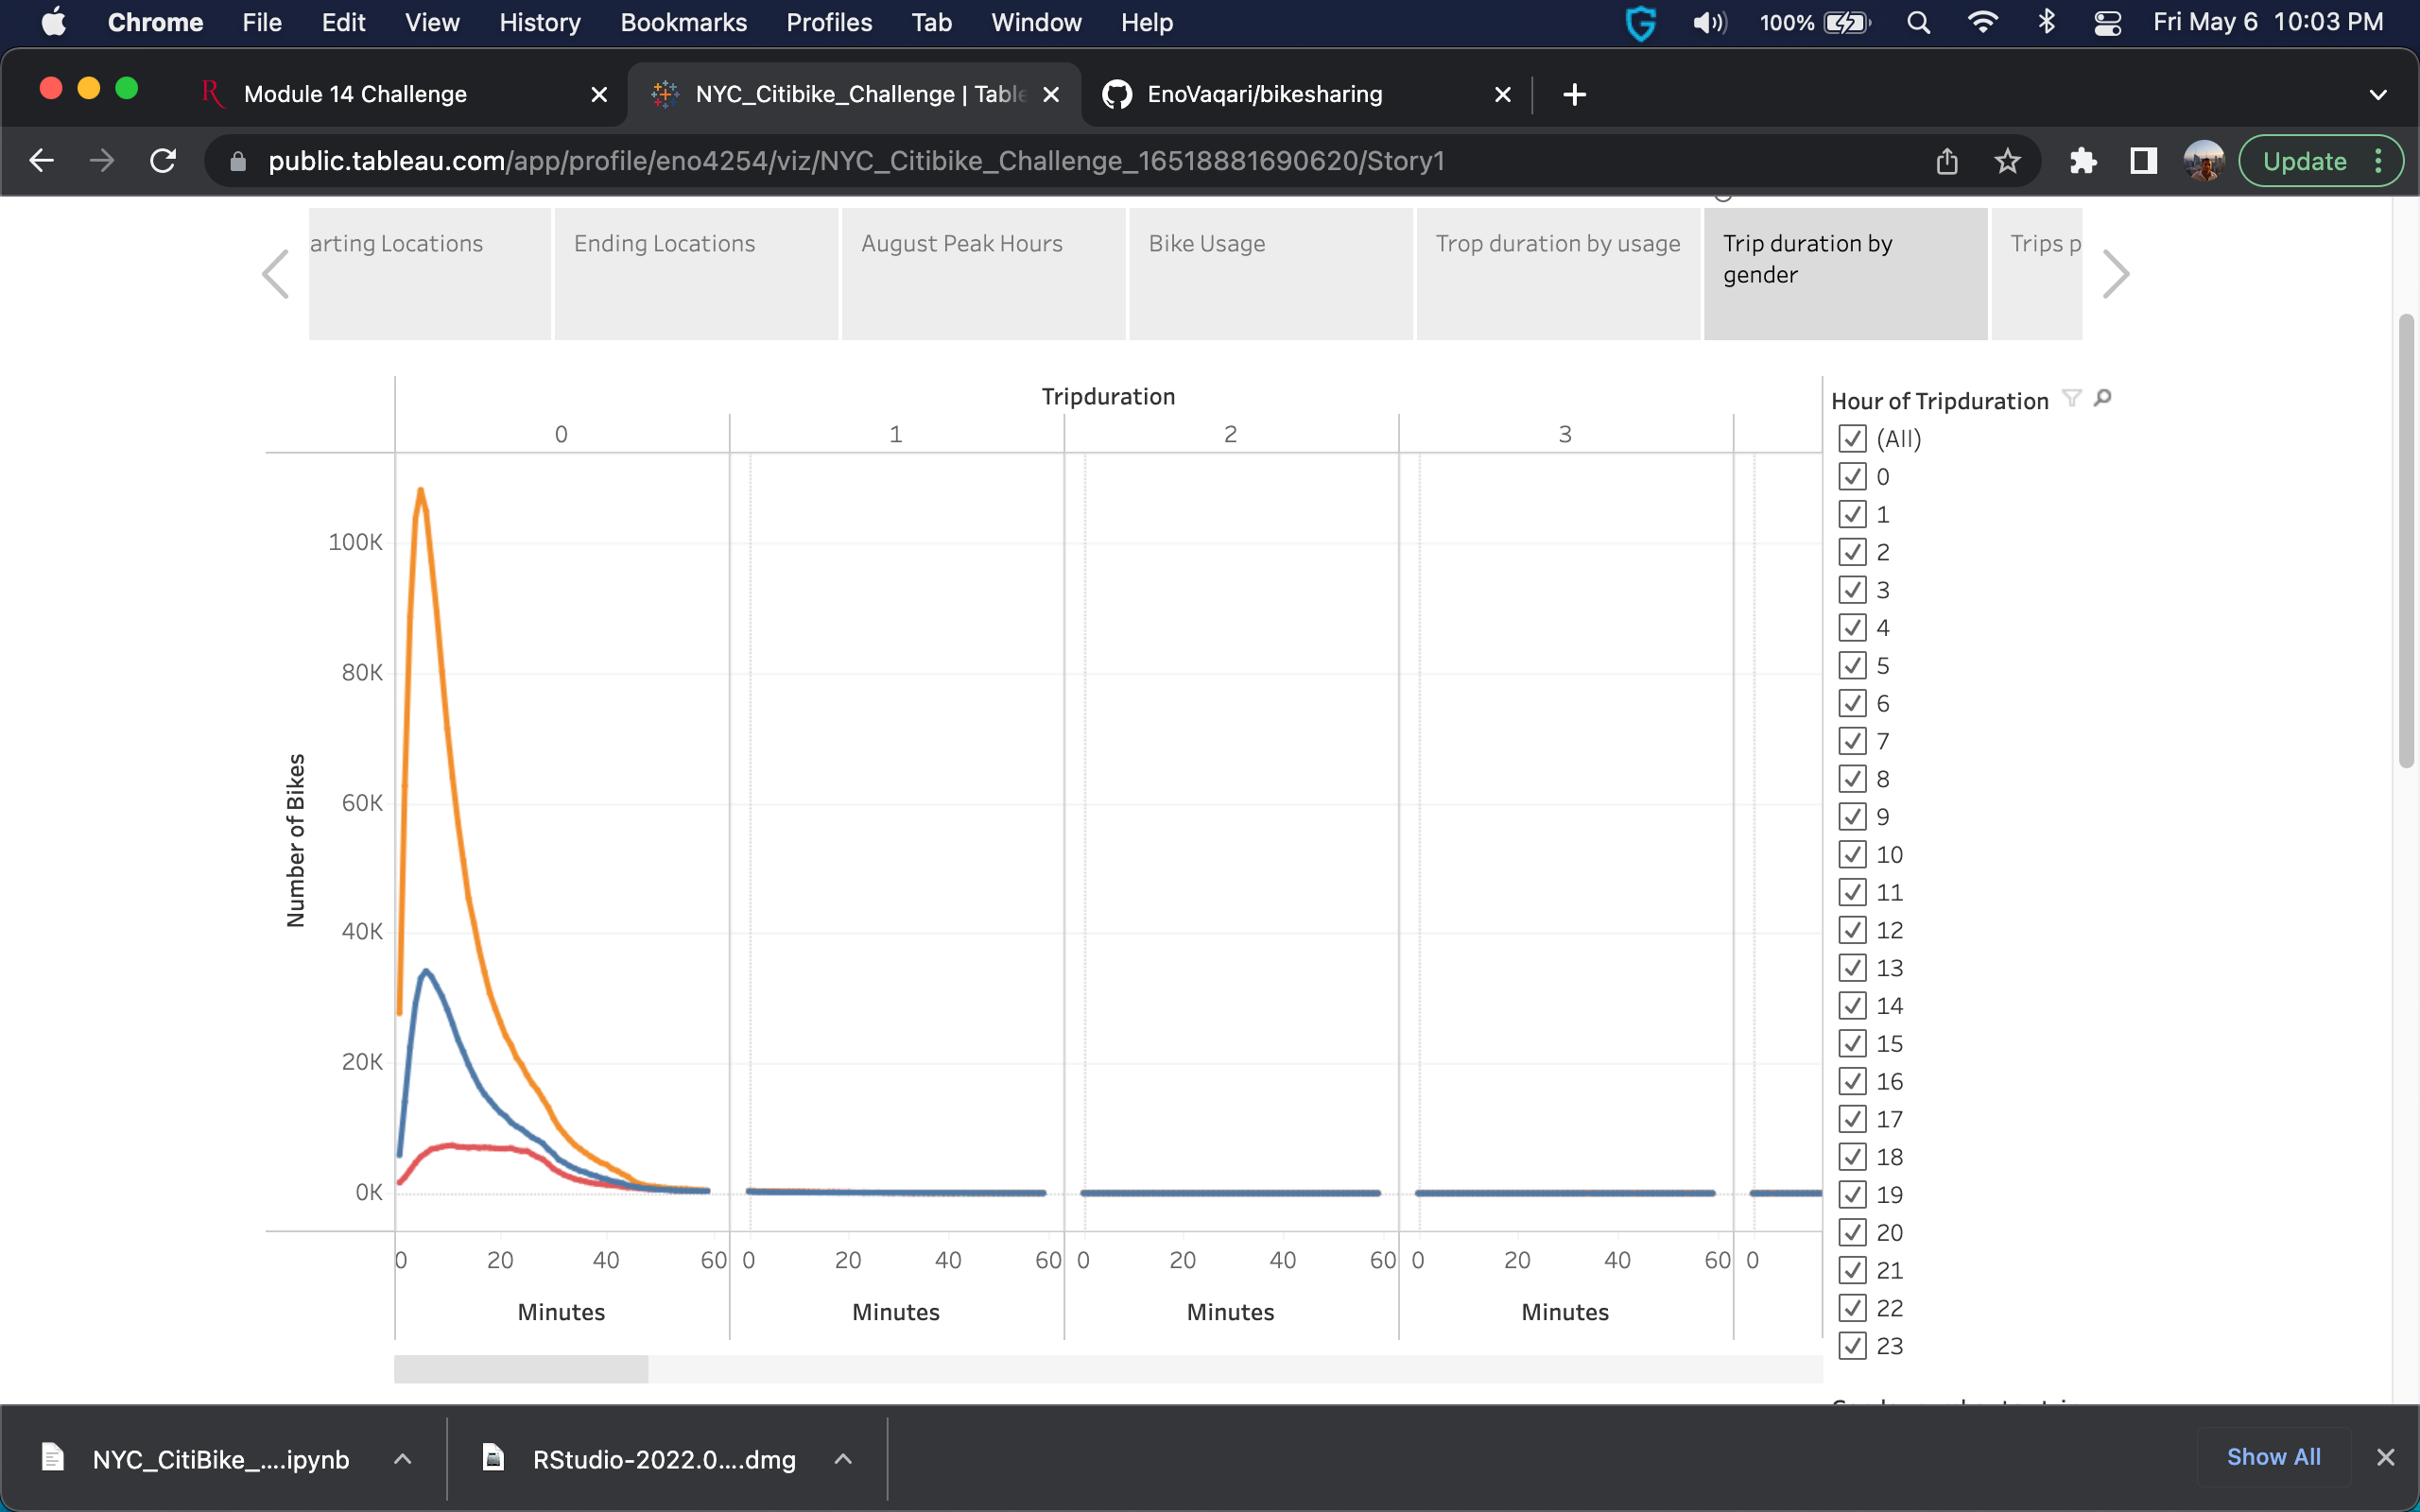 Chrome File Edit View History Bookmarks Profiles Tab Window Help 100% Fri May 6 10:03 PM
Module 14 Challenge NYC_Citibike_Challenge | Table EnoVaqari/bikesharing
public.tableau.com/app/profile/eno4254/viz/NYC_Citibike_Challenge_16518881690620/Story1 Update
arting Locations Ending Locations August Peak Hours Bike Usage Trop duration by usage Trip duration by gender Trips p
Tripduration
0 1 2 3
Number of Bikes
100K
80K
60K
40K
20K
0K
0 20 40 60 0 20 40 60 0 20 40 60 0 20 40 60 0
Minutes Minutes Minutes Minutes
Hour of Tripduration
(All)
0
1
2
3
4
5
6
7
8
9
10
11
12
13
14
15
16
17
18
19
20
21
22
23
NYC_CitiBike_....ipynb RStudio-2022.0....dmg Show All